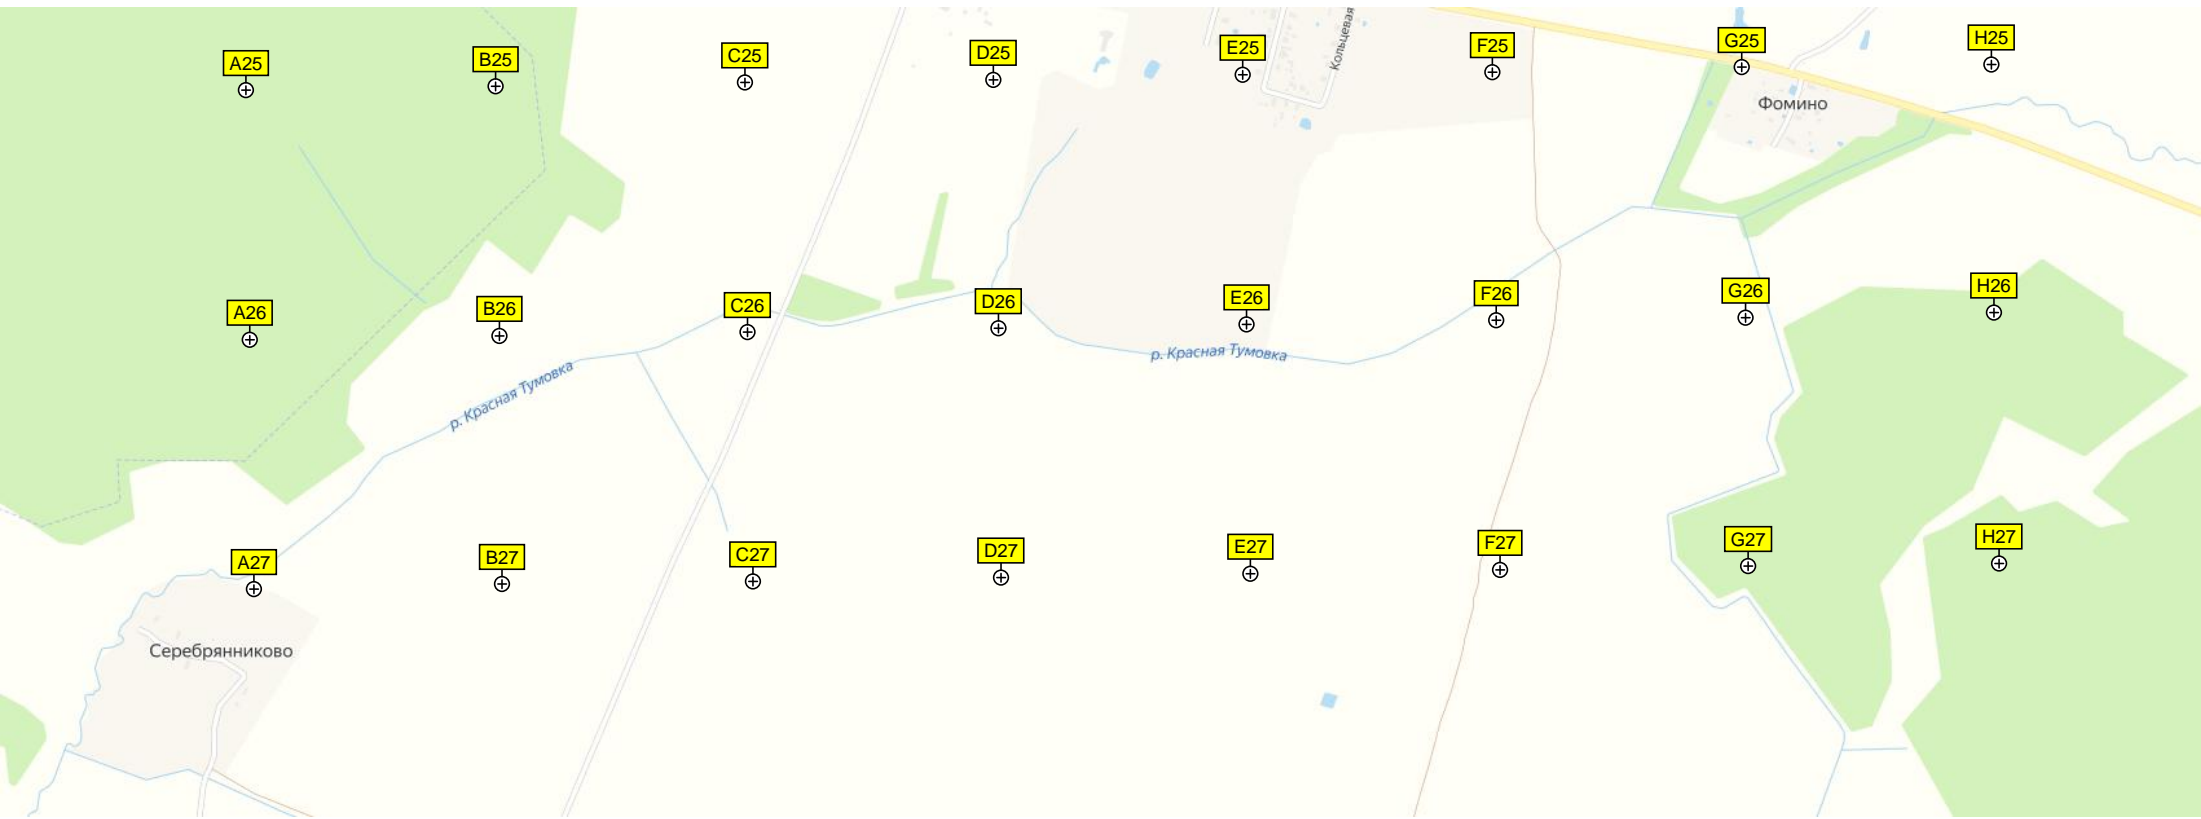 A25
B25
C25
D25
E25
Кольцевая
F25
G25
H25
Фомино
A26
B26
C26
D26
E26
F26
G26
H26
р. Красная Тумовка
р. Красная Тумовка
A27
B27
C27
D27
E27
F27
G27
H27
Серебрянниково